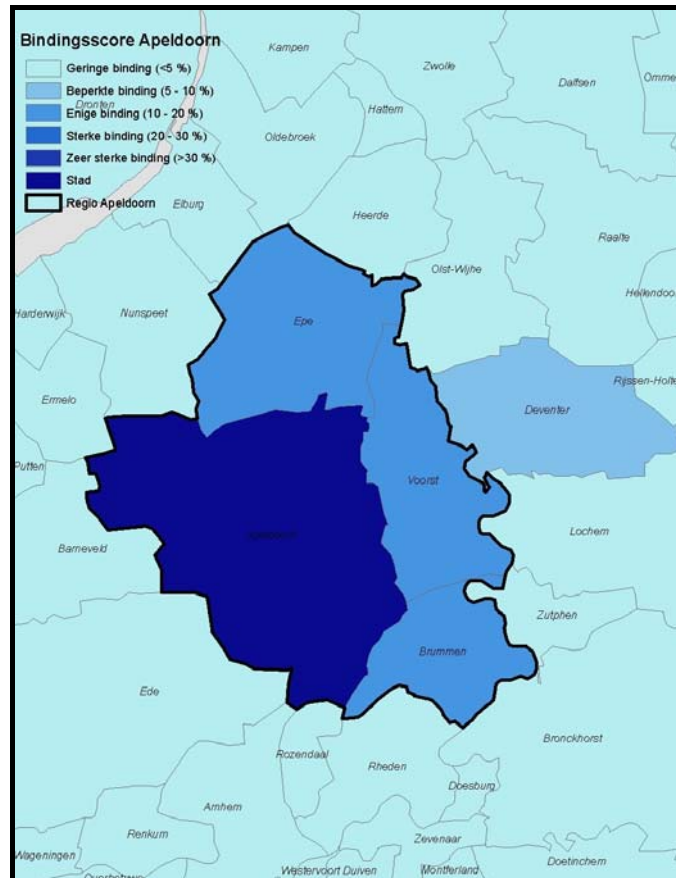 Bindingsscore Apeldoorn
Geringe binding (<5 %)
Beperkte binding (5 - 10 %)
Enige binding (10 - 20 %)
Sterke binding (20 - 30 %)
Zeer sterke binding (>30 %)
Stad
Regio Apeldoorn
Kampen
Zwolle
Dalfsen
Omme
Dronten
Hattem
Oldebroek
Elburg
Heerde
Raalte
Olst-Wijhe
Hellendoor
Harderwijk
Nunspeet
Epe
Rijssen-Holte
Ermelo
Deventer
Putten
Voorst
Apeldoorn
Lochem
Barneveld
Zutphen
Brummen
Ede
Bronckhorst
Rozendaal
Rheden
Doesburg
Arnhem
Renkum
Zevenaar
Wageningen
Doetinchem
Westervoort
Duiven
Montferland